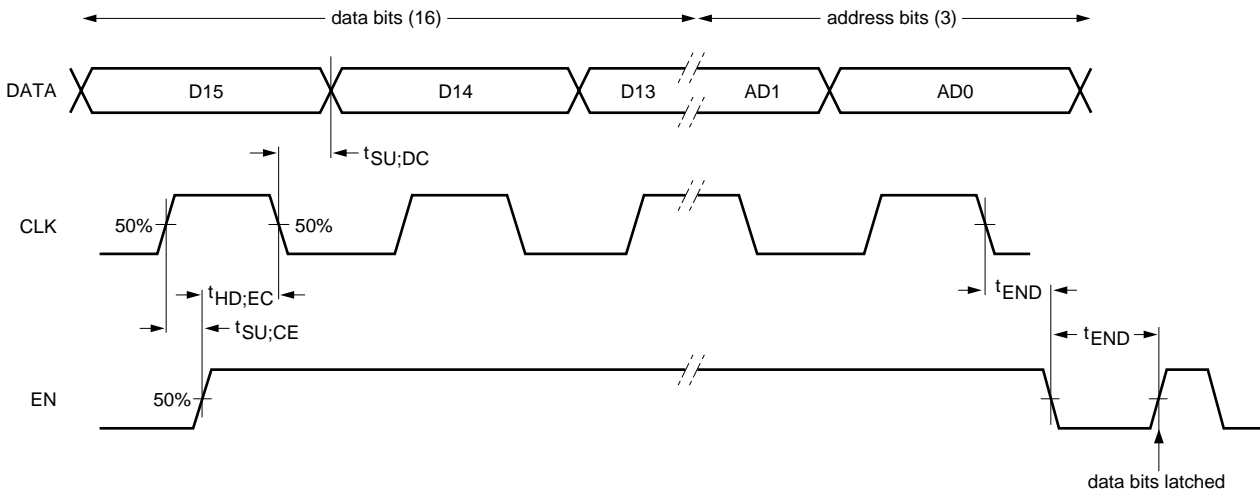 data bits (16)
address bits (3)
DATA
D15
D14
D13
AD1
AD0
tSU;DC
CLK
50%
50%
tHD;EC
tEND
tSU;CE
tEND
EN
50%
data bits latched